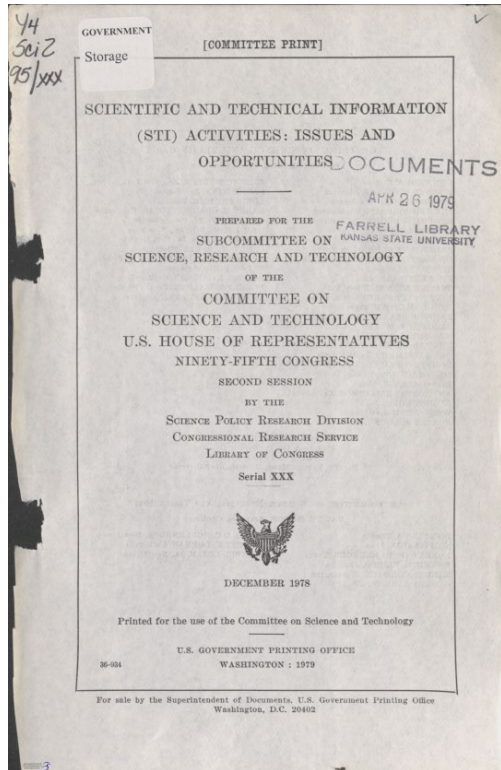 Y4
Sci2
95/xxx
GOVERNMENT
Storage
[COMMITTEE PRINT]
SCIENTIFIC AND TECHNICAL INFORMATION
(STI) ACTIVITIES: ISSUES AND
OPPORTUNITIES
DOCUMENTS
APR 26 1979
FARRELL LIBRARY
KANSAS STATE UNIVERSITY
PREPARED FOR THE
SUBCOMMITTEE ON
SCIENCE, RESEARCH AND TECHNOLOGY
OF THE
COMMITTEE ON
SCIENCE AND TECHNOLOGY
U.S. HOUSE OF REPRESENTATIVES
NINETY-FIFTH CONGRESS
SECOND SESSION
BY THE
SCIENCE POLICY RESEARCH DIVISION
CONGRESSIONAL RESEARCH SERVICE
LIBRARY OF CONGRESS
Serial XXX
DECEMBER 1978
Printed for the use of the Committee on Science and Technology
U.S. GOVERNMENT PRINTING OFFICE
36-934 WASHINGTON : 1979
For sale by the Superintendent of Documents, U.S. Government Printing Office
Washington, D.C. 20402
3